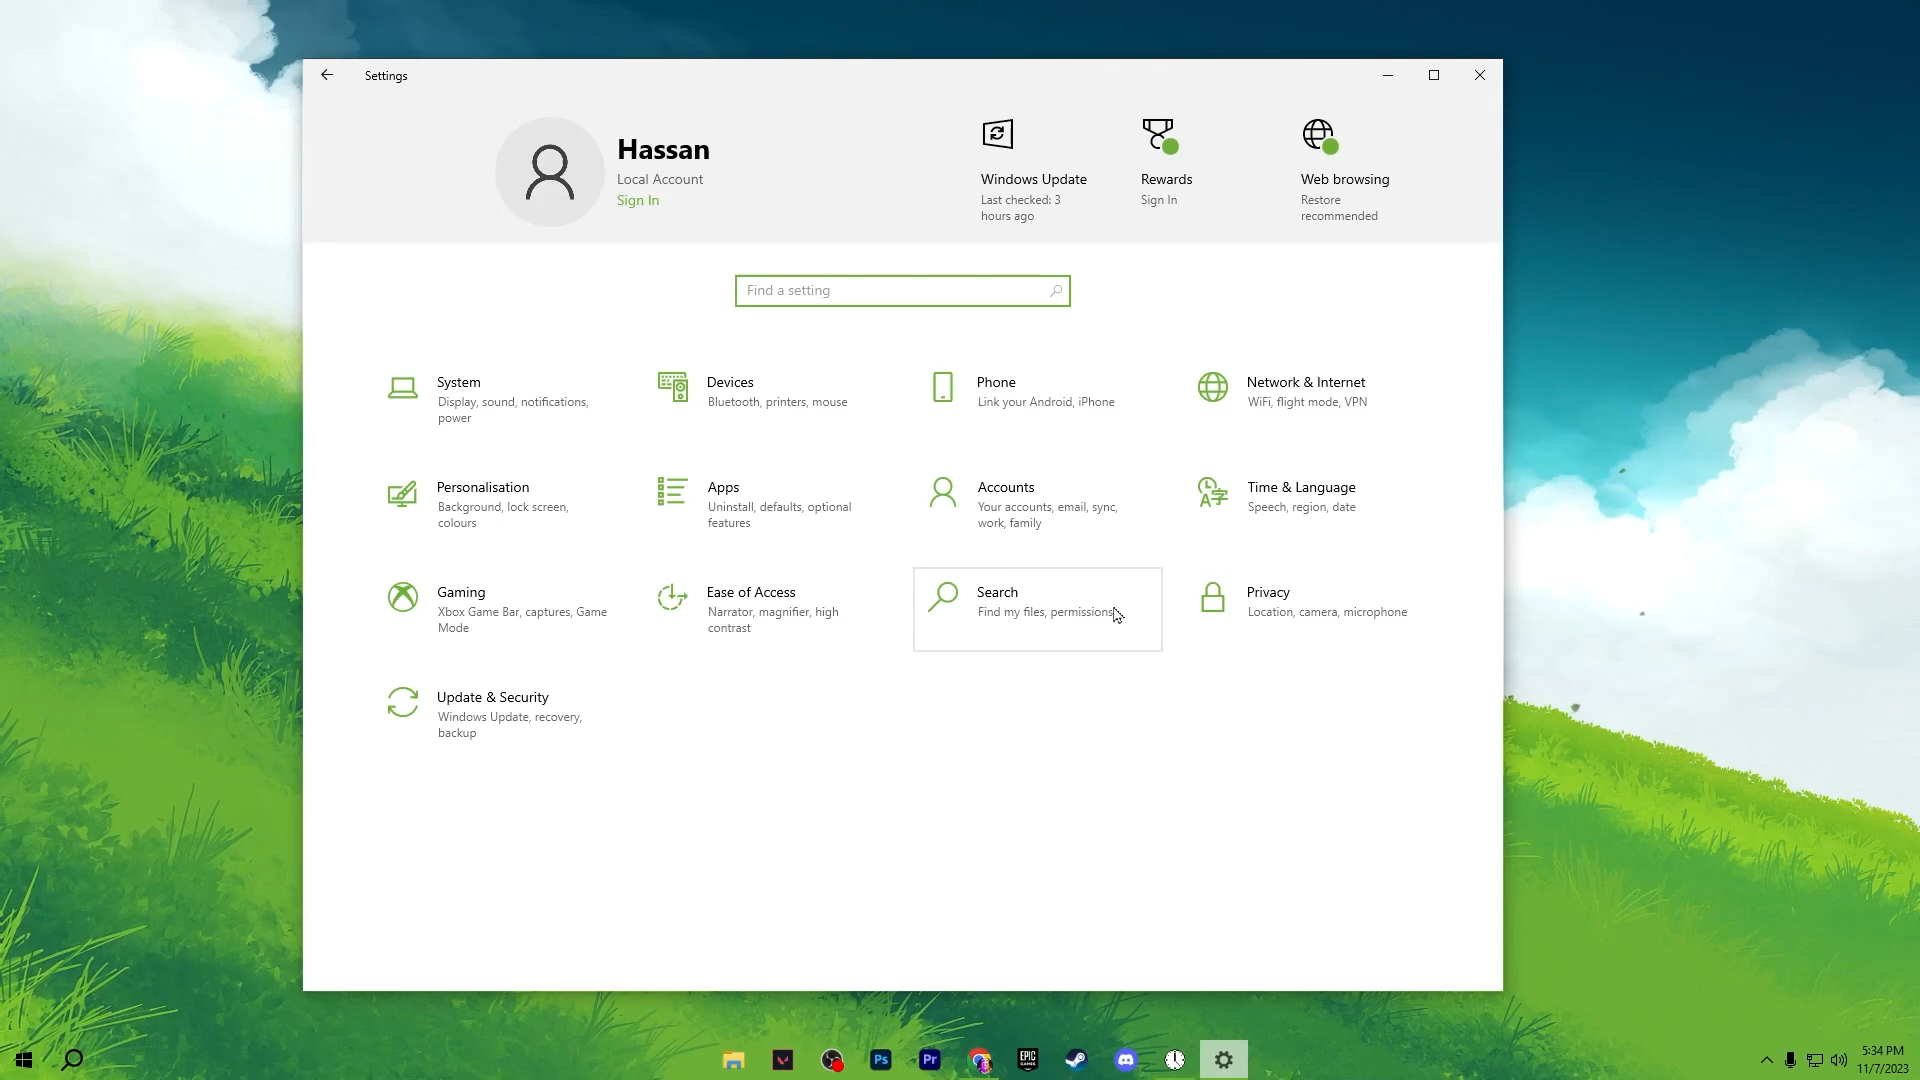 Settings
Hassan
Local Account
Sign In
Windows Update
Last checked: 3
hours ago
Rewards
Sign In
Web browsing
Restore
recommended
Find a setting
System
Display, sound, notifications,
power
Devices
Bluetooth, printers, mouse
Phone
Link your Android, iPhone
Network & Internet
WiFi, flight mode, VPN
Personalisation
Background, lock screen,
colours
Apps
Uninstall, defaults, optional
features
Accounts
Your accounts, email, sync,
work, family
Time & Language
Speech, region, date
Gaming
Xbox Game Bar, captures, Game
Mode
Ease of Access
Narrator, magnifier, high
contrast
Search
Find my files, permissions
Privacy
Location, camera, microphone
Update & Security
Windows Update, recovery,
backup
Ps
Pr
EPIC
GAMES
5:34 PM
11/7/2023